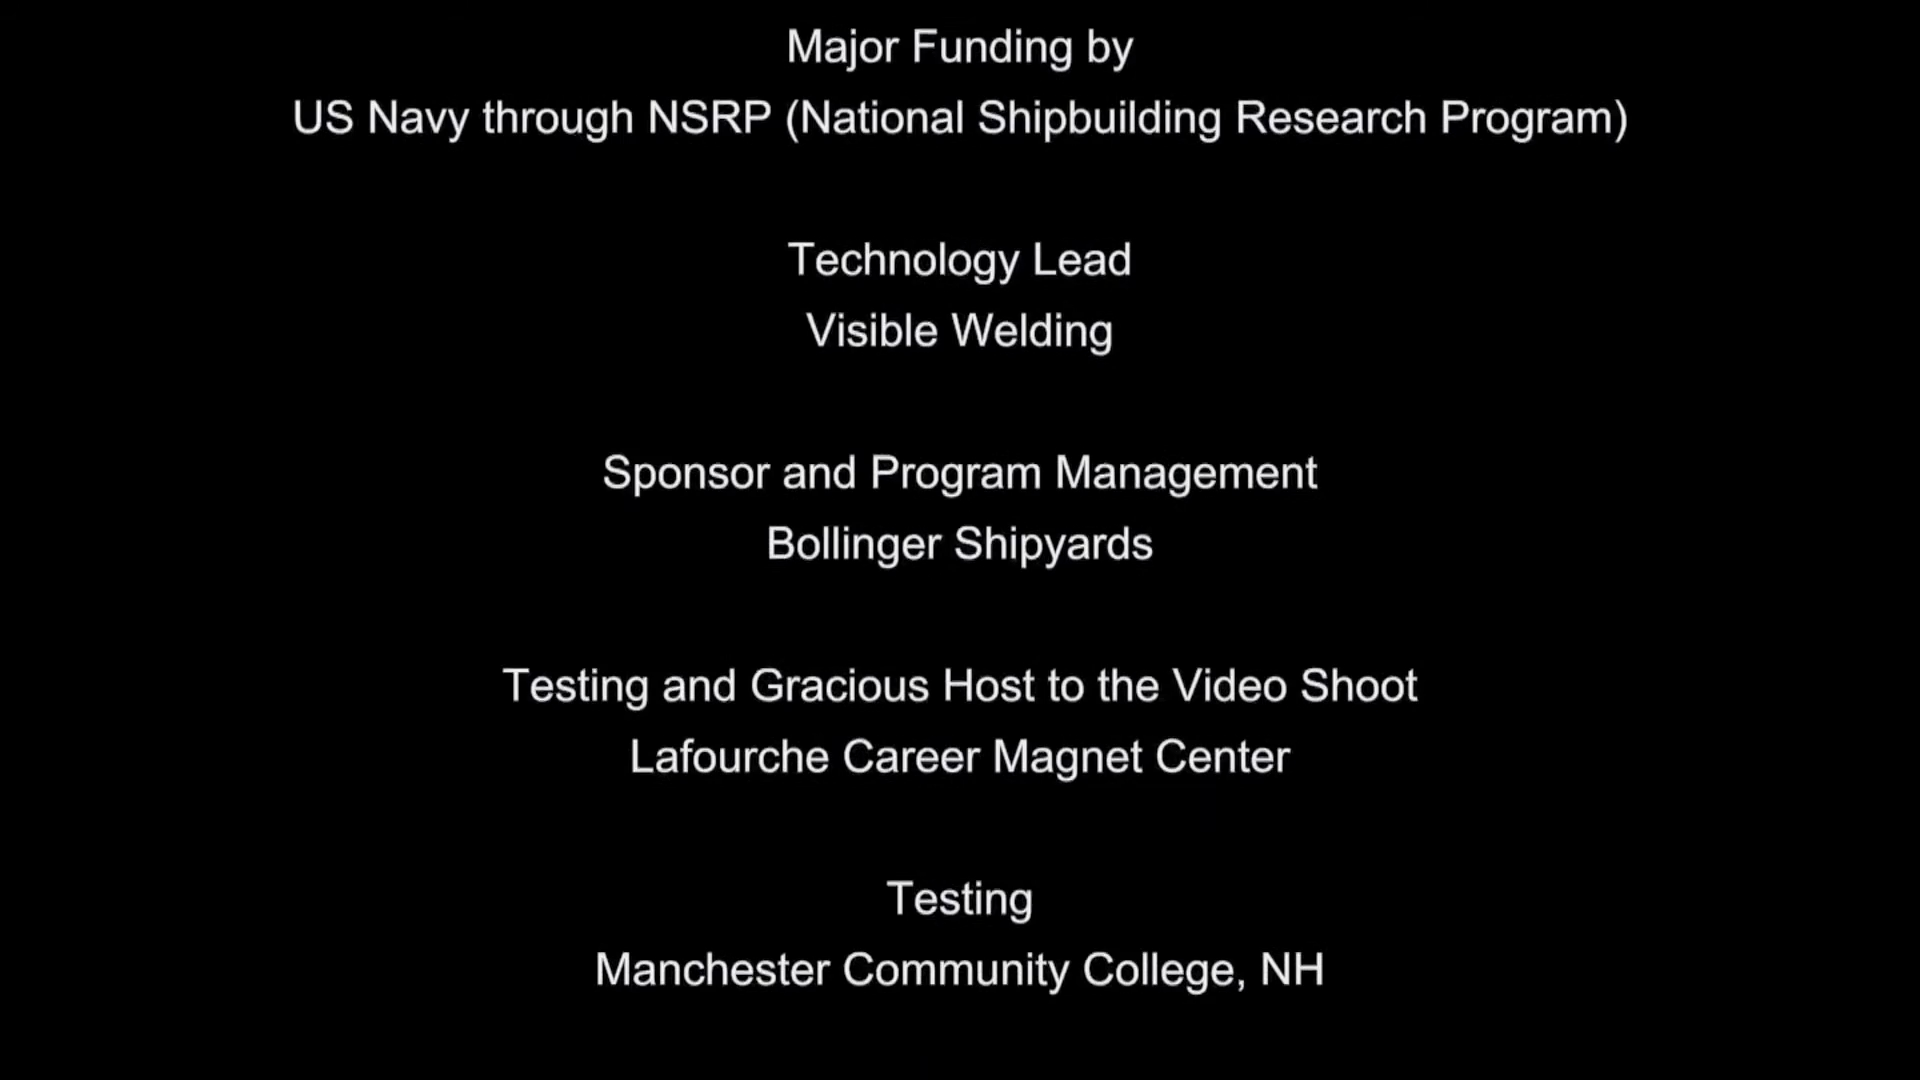 Major Funding by
US Navy through NSRP (National Shipbuilding Research Program)
Technology Lead
Visible Welding
Sponsor and Program Management
Bollinger Shipyards
Testing and Gracious Host to the Video Shoot
Lafourche Career Magnet Center
Testing
Manchester Community College, NH